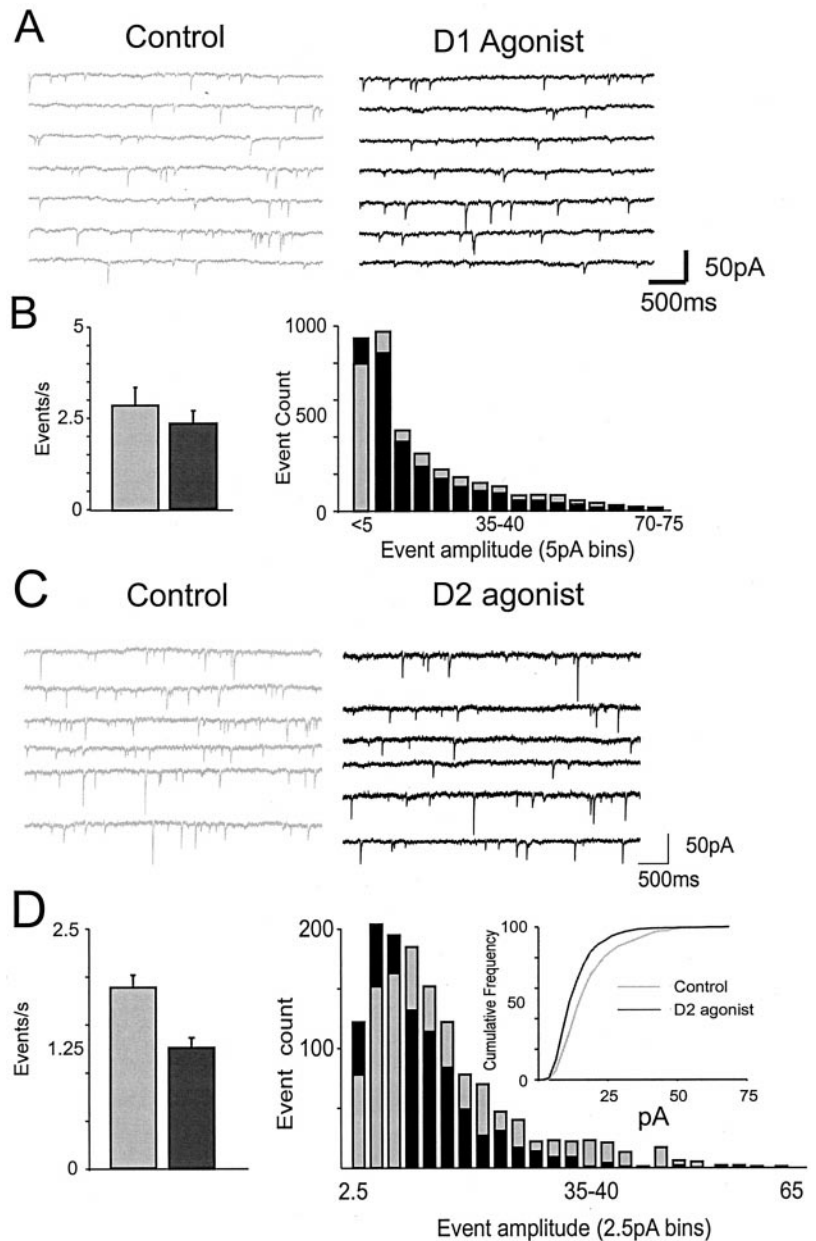 A
Control
D1 Agonist
50pA
500ms
B
5
2.5
0
Events/s
1000
500
0
Event Count
<5
35-40
70-75
Event amplitude (5pA bins)
C
Control
D2 agonist
50pA
500ms
D
2.5
1.25
0
Events/s
200
100
Event count
2.5
35-40
65
Event amplitude (2.5pA bins)
100
50
0
Cumulative Frequency
Control
D2 agonist
25
50
75
pA